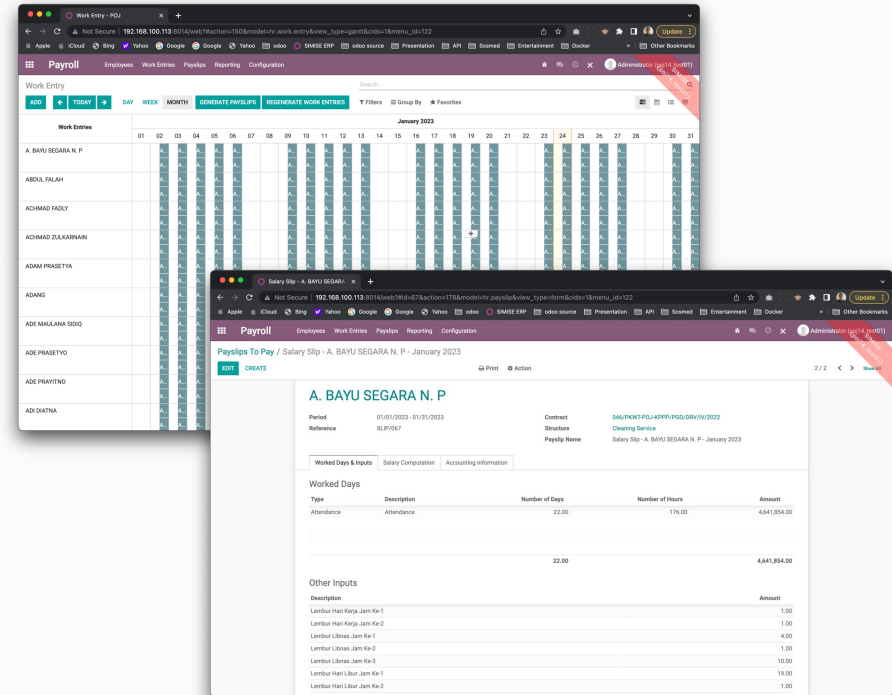 Work Entry - POJ
Not Secure | 192.168.100.113:8014/web?#action=150&model=hr.work.entry&view_type=gantt&cids=1&menu_id=122
Update
Apple iCloud Bing Yahoo Google Google Yahoo odoo SIMISE ERP odoo source Presentation API Sosmed Entertainment Docker » Other Bookmarks
Payroll Employees Work Entries Payslips Reporting Configuration
Work Entry
Search...
ADD TODAY DAY WEEK MONTH GENERATE PAYSLIPS REGENERATE WORK ENTRIES Filters Group By Favorites
Work Entries
January 2023
01 02 03 04 05 06 07 08 09 10 11 12 13 14 15 16 17 18 19 20 21 22 23 24 25 26 27 28 29 30 31
A. BAYU SEGARA N. P
ABDUL FALAH
ACHMAD FADLY
ACHMAD ZULKARNAIN
ADAM PRASETYA
ADANG
ADE MAULANA SIDIQ
ADE PRASETYO
ADE PRAYITNO
ADI DIATNA
Salary Slip - A. BAYU SEGARA
Not Secure | 192.168.100.113:8014/web?#id=67&action=178&model=hr.payslip&view_type=form&cids=1&menu_id=122
Update
Apple iCloud Bing Yahoo Google Google Yahoo odoo SIMISE ERP odoo source Presentation API Sosmed Entertainment Docker » Other Bookmarks
Payroll Employees Work Entries Payslips Reporting Configuration
Payslips To Pay / Salary Slip - A. BAYU SEGARA N. P - January 2023
EDIT CREATE Print Action 2 / 2
A. BAYU SEGARA N. P
Period 01/01/2023 - 01/31/2023 Contract 046/PKWT-POJ-KPPP/PGD/DRV/IV/2022
Reference SLIP/067 Structure Cleaning Service
Payslip Name Salary Slip - A. BAYU SEGARA N. P - January 2023
Worked Days & Inputs Salary Computation Accounting Information
Worked Days
Type Description Number of Days Number of Hours Amount
Attendance Attendance 22.00 176.00 4,641,854.00
22.00 4,641,854.00
Other Inputs
Description Amount
Lembur Hari Kerja Jam Ke-1 1.00
Lembur Hari Kerja Jam Ke-2 1.00
Lembur Libnas Jam Ke-1 4.00
Lembur Libnas Jam Ke-2 1.00
Lembur Libnas Jam Ke-3 10.00
Lembur Hari Libur Jam Ke-1 19.00
Lembur Hari Libur Jam Ke-2 1.00